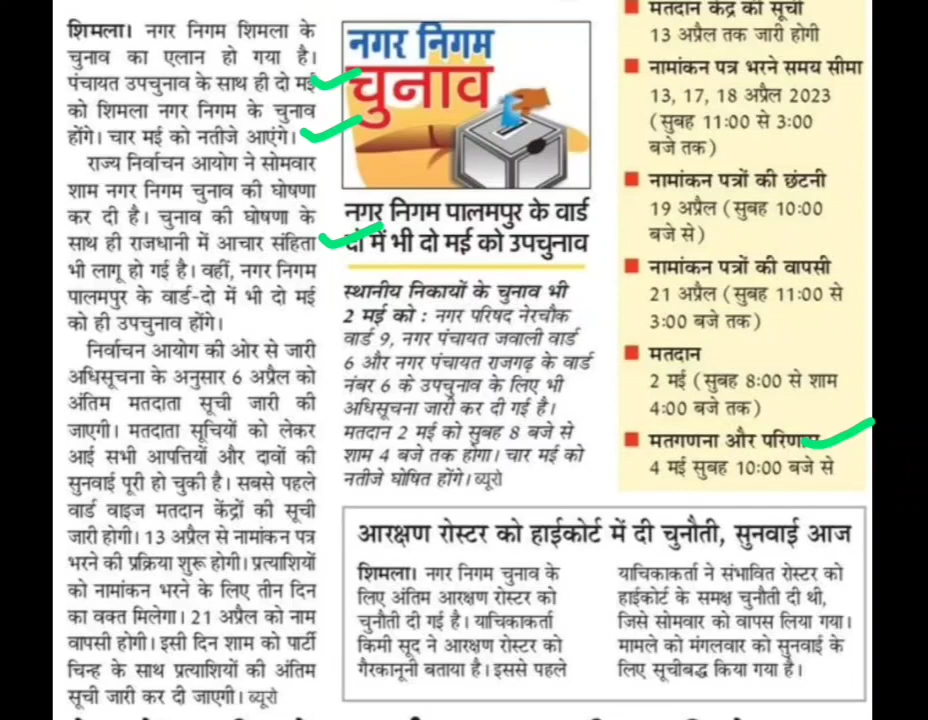 शिमला। नगर निगम शिमला के
चुनाव का एलान हो गया है।
पंचायत उपचुनाव के साथ ही दो मई
को शिमला नगर निगम के चुनाव
होंगे। चार मई को नतीजे आएंगे।
राज्य निर्वाचन आयोग ने सोमवार
शाम नगर निगम चुनाव की घोषणा
कर दी है। चुनाव की घोषणा के
साथ ही राजधानी में आचार संहिता
भी लागू हो गई है। वहीं, नगर निगम
पालमपुर के वार्ड-दो में भी दो मई
को ही उपचुनाव होंगे।
निर्वाचन आयोग की ओर से जारी
अधिसूचना के अनुसार 6 अप्रैल को
अंतिम मतदाता सूची जारी की
जाएगी। मतदाता सूचियों को लेकर
आई सभी आपत्तियों और दावों की
सुनवाई पूरी हो चुकी है। सबसे पहले
वार्ड वाइज मतदान केंद्रों की सूची
जारी होगी। 13 अप्रैल से नामांकन पत्र
भरने की प्रक्रिया शुरू होगी। प्रत्याशियों
को नामांकन भरने के लिए तीन दिन
का वक्त मिलेगा। 21 अप्रैल को नाम
वापसी होगी। इसी दिन शाम को पार्टी
चिन्ह के साथ प्रत्याशियों की अंतिम
सूची जारी कर दी जाएगी। ब्यूरो
नगर निगम
चुनाव
नगर निगम पालमपुर के वार्ड
दो में भी दो मई को उपचुनाव
स्थानीय निकायों के चुनाव भी
2 मई को : नगर परिषद नेरचौक
वार्ड 9, नगर पंचायत जवाली वार्ड
6 और नगर पंचायत राजगढ़ के वार्ड
नंबर 6 के उपचुनाव के लिए भी
अधिसूचना जारी कर दी गई है।
मतदान 2 मई को सुबह 8 बजे से
शाम 4 बजे तक होगा। चार मई को
नतीजे घोषित होंगे। ब्यूरो
मतदान केंद्र की सूची
13 अप्रैल तक जारी होगी
नामांकन पत्र भरने समय सीमा
13, 17, 18 अप्रैल 2023
(सुबह 11:00 से 3:00
बजे तक)
नामांकन पत्रों की छंटनी
19 अप्रैल (सुबह 10:00
बजे से)
नामांकन पत्रों की वापसी
21 अप्रैल (सुबह 11:00 से
3:00 बजे तक)
मतदान
2 मई (सुबह 8:00 से शाम
4:00 बजे तक)
मतगणना और परिणाम
4 मई सुबह 10:00 बजे से
आरक्षण रोस्टर को हाईकोर्ट में दी चुनौती, सुनवाई आज
शिमला। नगर निगम चुनाव के
लिए अंतिम आरक्षण रोस्टर को
चुनौती दी गई है। याचिकाकर्ता
किमी सूद ने आरक्षण रोस्टर को
गैरकानूनी बताया है। इससे पहले
याचिकाकर्ता ने संभावित रोस्टर को
हाईकोर्ट के समक्ष चुनौती दी थी,
जिसे सोमवार को वापस लिया गया।
मामले को मंगलवार को सुनवाई के
लिए सूचीबद्ध किया गया है।